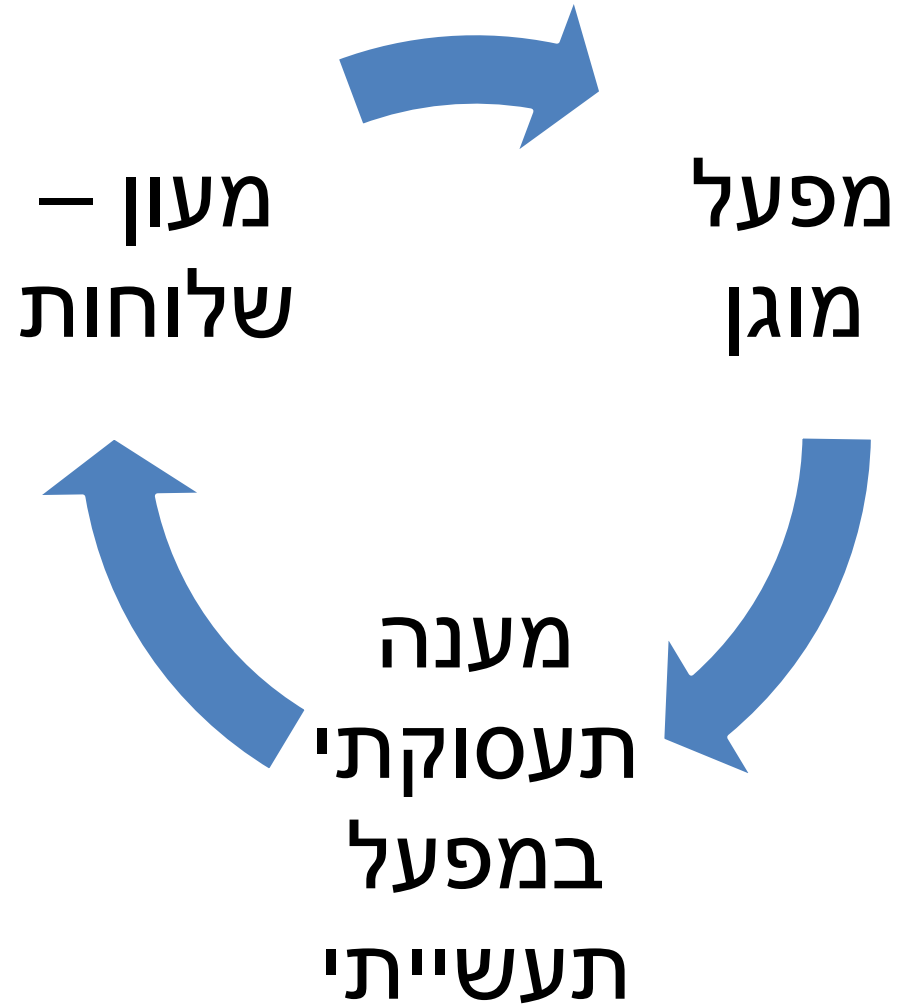 מעון –
שלוחות
מפעל
מוגן
מענה
תעסוקתי
במפעל
תעשייתי